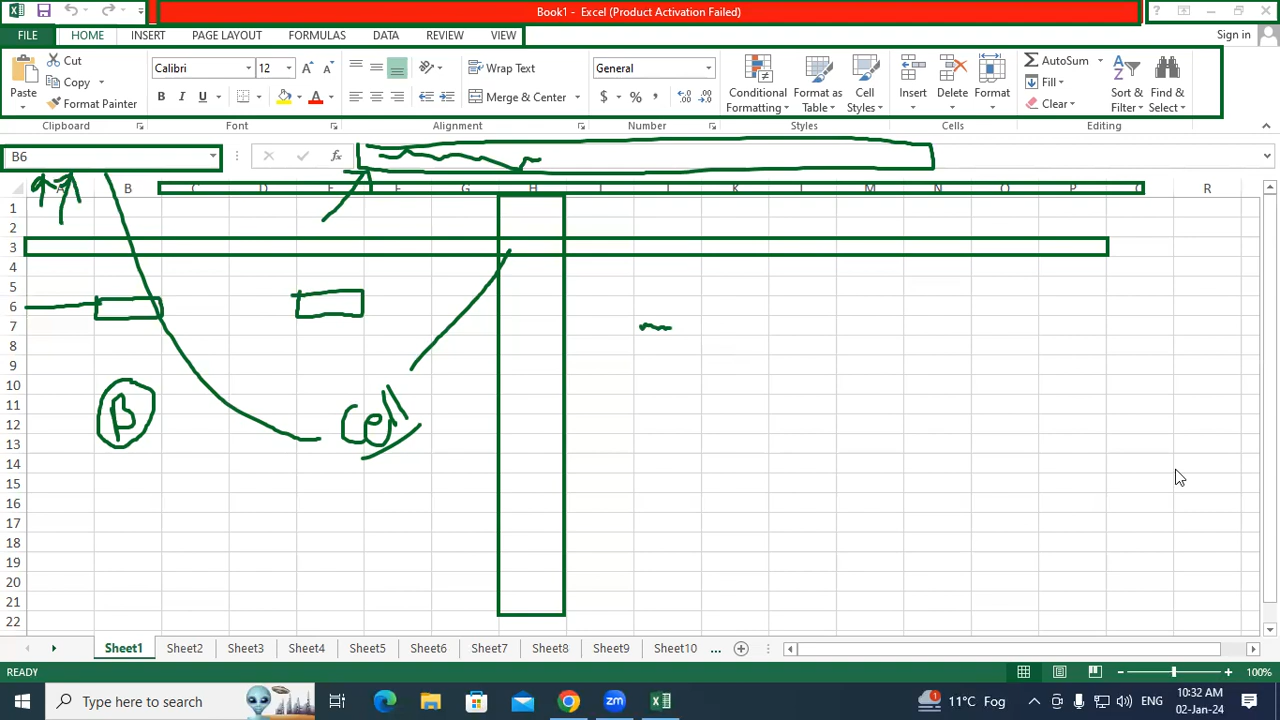 Book1 - Excel (Product Activation Failed)
?
FILE HOME INSERT PAGE LAYOUT FORMULAS DATA REVIEW VIEW Sign in
Paste Cut Copy Format Painter Clipboard
Calibri 12 B I U A Font
Wrap Text Merge & Center Alignment
General $ % , Number
Conditional Formatting Format as Table Cell Styles Styles
Insert Delete Format Cells
AutoSum Fill Clear Sort & Filter Find & Select Editing
B6 fx
A B C D E F G H I J K L M N O P Q R
1
2
3
4
5
6
7
8
9
10
11 B
12 Cell
13
14
15
16
17
18
19
20
21
22
Sheet1 Sheet2 Sheet3 Sheet4 Sheet5 Sheet6 Sheet7 Sheet8 Sheet9 Sheet10 ...
READY 100%
Type here to search 11°C Fog ENG 10:32 AM
02-Jan-24